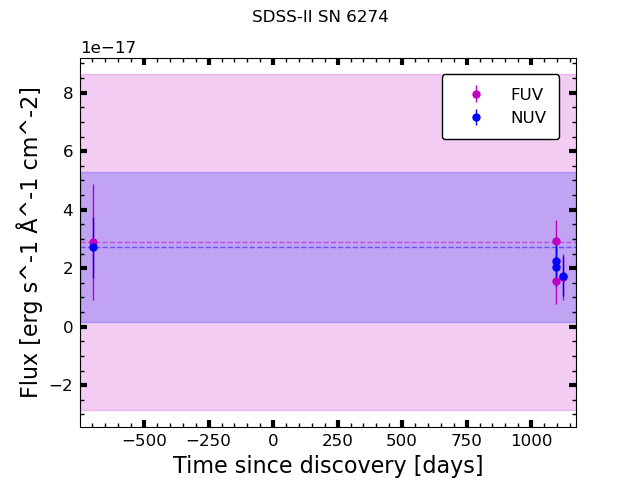 SDSS-II SN 6274
1e−17
FUV
NUV
8
6
4
2
0
−2
Flux [erg s^-1 Å^-1 cm^-2]
−500
−250
0
250
500
750
1000
Time since discovery [days]